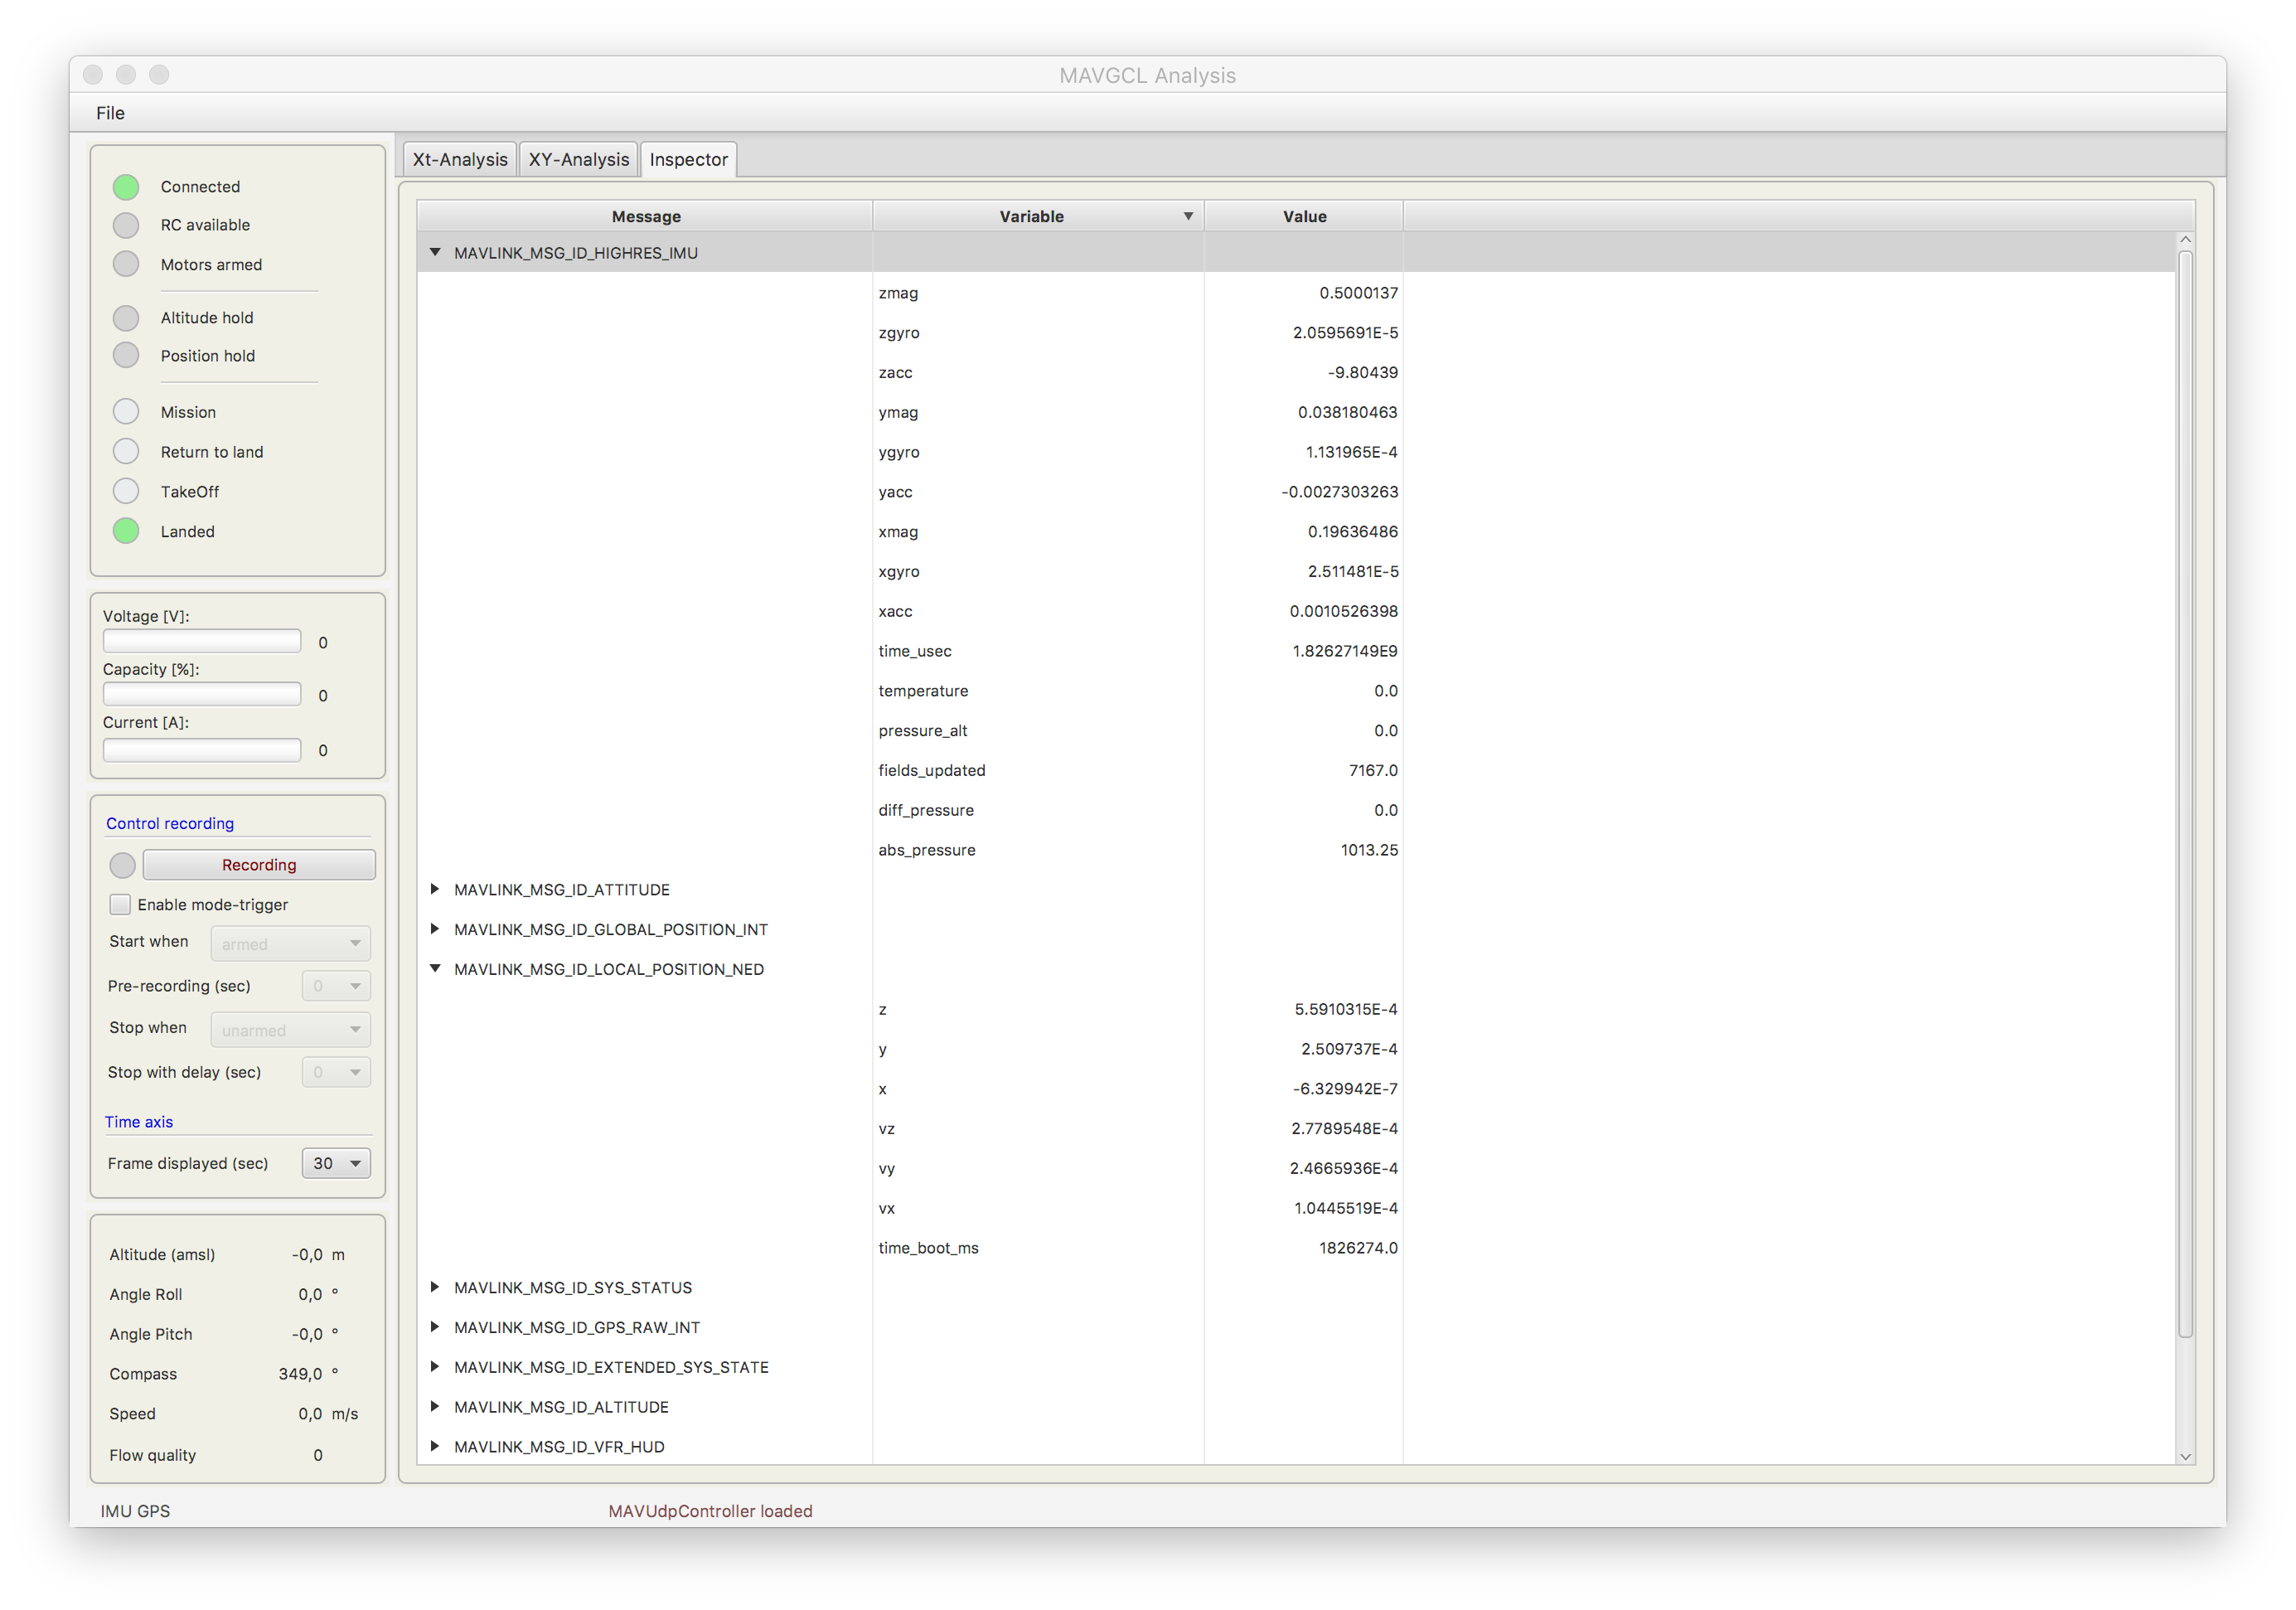 MAVGCL Analysis
File
Connected
RC available
Motors armed
Altitude hold
Position hold
Mission
Return to land
TakeOff
Landed
Voltage [V]:
0
Capacity [%]:
0
Current [A]:
0
Control recording
Recording
Enable mode-trigger
Start when armed
Pre-recording (sec) 0
Stop when unarmed
Stop with delay (sec) 0
Time axis
Frame displayed (sec) 30
Altitude (amsl) -0,0 m
Angle Roll 0,0 °
Angle Pitch -0,0 °
Compass 349,0 °
Speed 0,0 m/s
Flow quality 0
Xt-Analysis XY-Analysis Inspector
Message Variable Value
MAVLINK_MSG_ID_HIGHRES_IMU
zmag 0.5000137
zgyro 2.0595691E-5
zacc -9.80439
ymag 0.038180463
ygyro 1.131965E-4
yacc -0.0027303263
xmag 0.19636486
xgyro 2.511481E-5
xacc 0.0010526398
time_usec 1.82627149E9
temperature 0.0
pressure_alt 0.0
fields_updated 7167.0
diff_pressure 0.0
abs_pressure 1013.25
MAVLINK_MSG_ID_ATTITUDE
MAVLINK_MSG_ID_GLOBAL_POSITION_INT
MAVLINK_MSG_ID_LOCAL_POSITION_NED
z 5.5910315E-4
y 2.509737E-4
x -6.329942E-7
vz 2.7789548E-4
vy 2.4665936E-4
vx 1.0445519E-4
time_boot_ms 1826274.0
MAVLINK_MSG_ID_SYS_STATUS
MAVLINK_MSG_ID_GPS_RAW_INT
MAVLINK_MSG_ID_EXTENDED_SYS_STATE
MAVLINK_MSG_ID_ALTITUDE
MAVLINK_MSG_ID_VFR_HUD
IMU GPS MAVUdpController loaded